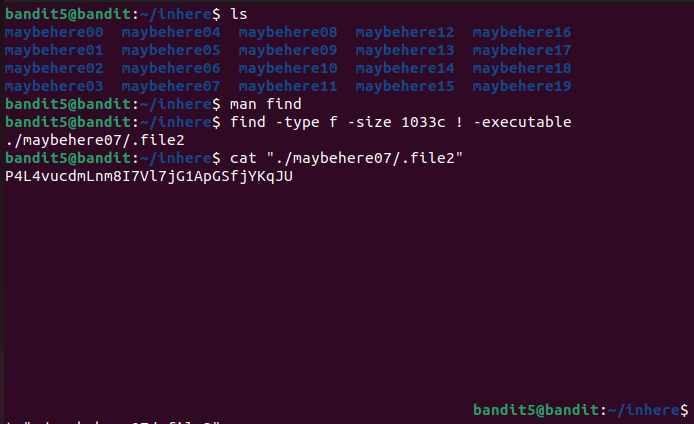 bandit5@bandit:~/inhere$ ls
maybehere00 maybehere04 maybehere08 maybehere12 maybehere16
maybehere01 maybehere05 maybehere09 maybehere13 maybehere17
maybehere02 maybehere06 maybehere10 maybehere14 maybehere18
maybehere03 maybehere07 maybehere11 maybehere15 maybehere19
bandit5@bandit:~/inhere$ man find
bandit5@bandit:~/inhere$ find -type f -size 1033c ! -executable
./maybehere07/.file2
bandit5@bandit:~/inhere$ cat "./maybehere07/.file2"
P4L4vucdmLnm8I7Vl7jG1ApGSfjYKqJU
bandit5@bandit:~/inhere$